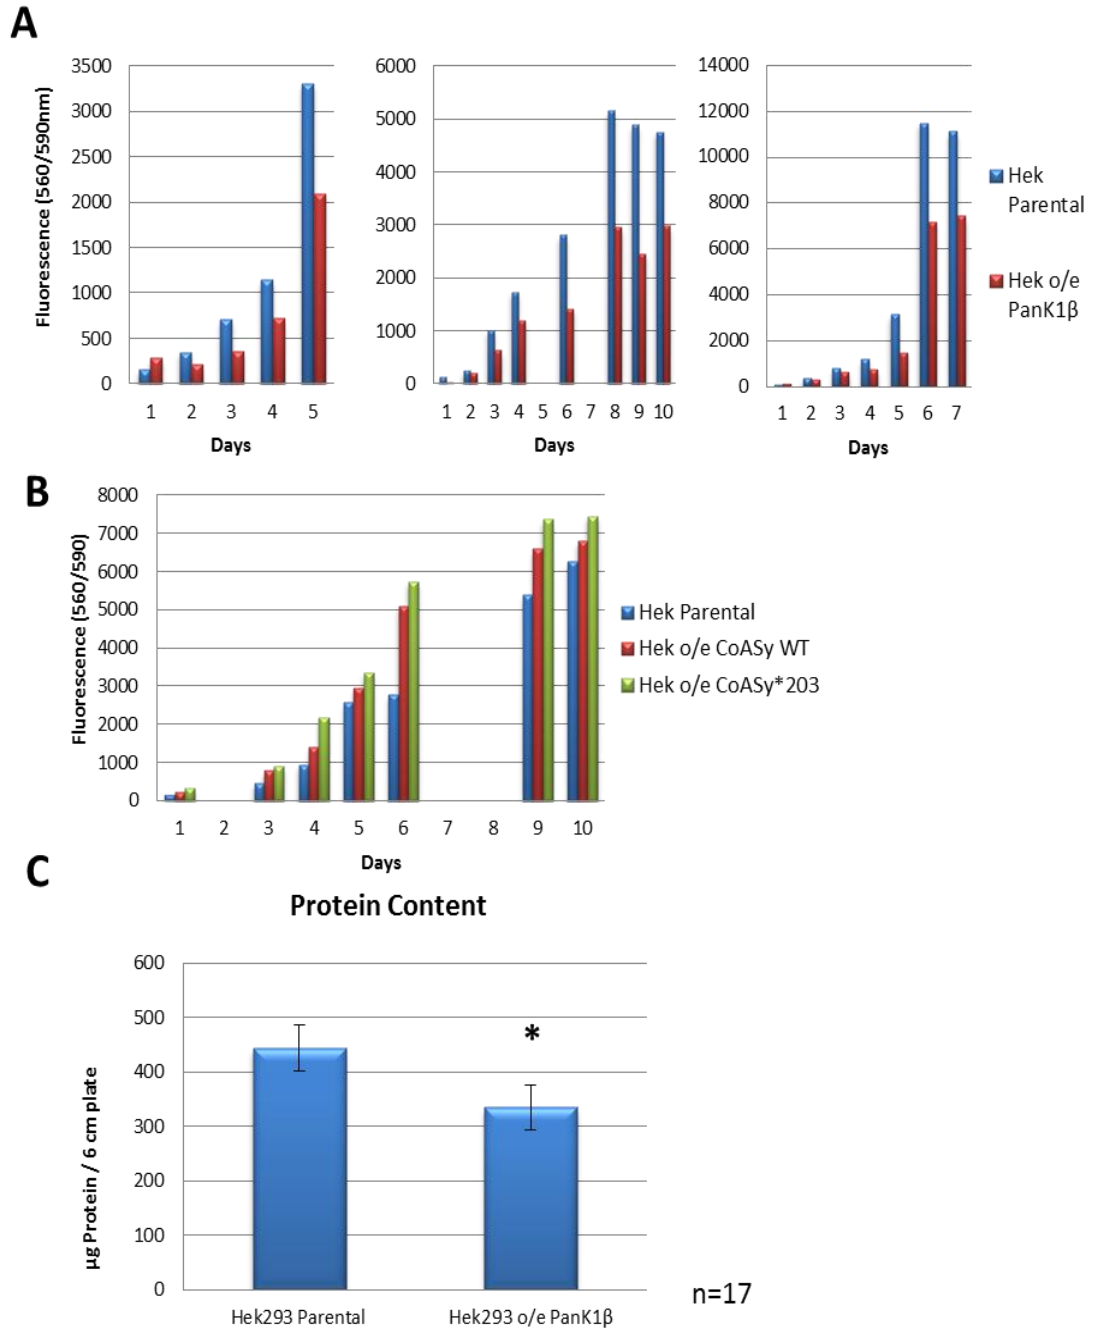 A
Fluorescence (560/590nm)
3500
3000
2500
2000
1500
1000
500
0
1 2 3 4 5
Days
6000
5000
4000
3000
2000
1000
0
1 2 3 4 5 6 7 8 9 10
Days
14000
12000
10000
8000
6000
4000
2000
0
1 2 3 4 5 6 7
Days
Hek
Parental
Hek o/e
PanK1β
B
Fluorescence (560/590)
8000
7000
6000
5000
4000
3000
2000
1000
0
1 2 3 4 5 6 7 8 9 10
Days
Hek Parental
Hek o/e CoASy WT
Hek o/e CoASy*203
C
Protein Content
µg Protein / 6 cm plate
600
500
400
300
200
100
0
*
Hek293 Parental Hek293 o/e PanK1β
n=17